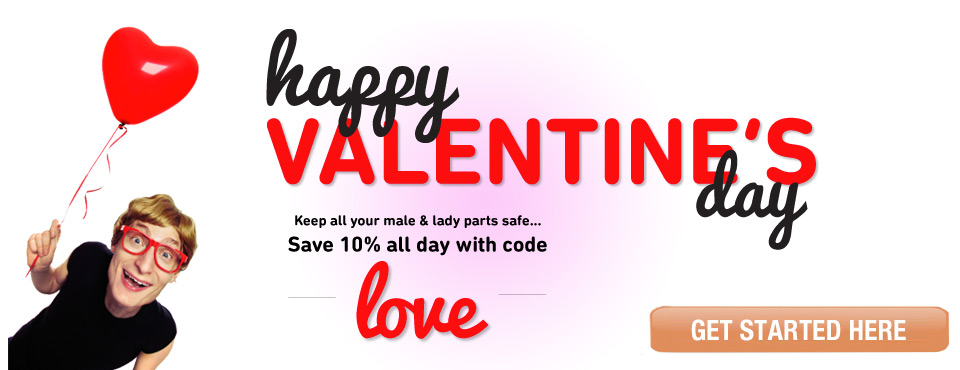 happy
VALENTINE'S
day
Keep all your male & lady parts safe...
Save 10% all day with code
love
GET STARTED HERE